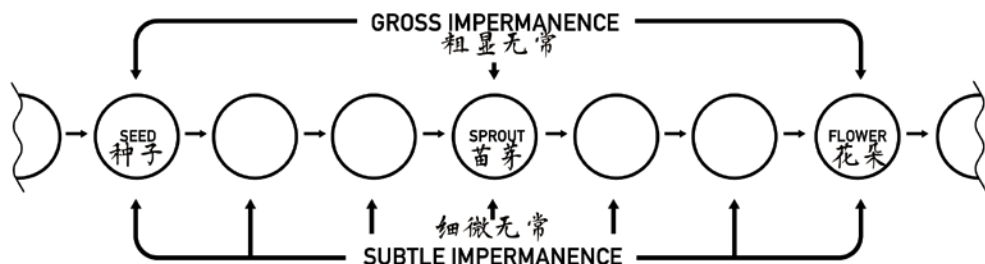 GROSS IMPERMANENCE
粗显无常
SEED
种子
SPROUT
苗芽
FLOWER
花朵
细微无常
SUBTLE IMPERMANENCE